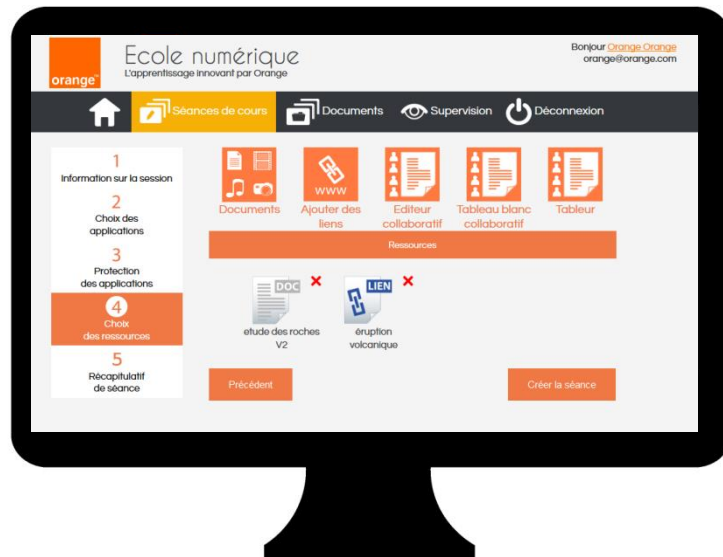 orange™
Ecole numérique
L'apprentissage innovant par Orange
Bonjour Orange Orange
orange@orange.com
Séances de cours
Documents
Supervision
Déconnexion
1
Information sur la session
2
Choix des
applications
3
Protection
des applications
4
Choix
des ressources
5
Récapitulatif
de séance
Documents
www
Ajouter des
liens
Editeur
collaboratif
Tableau blanc
collaboratif
Tableur
Ressources
DOC
etude des roches
V2
LIEN
éruption
volcanique
Précédent
Créer la séance